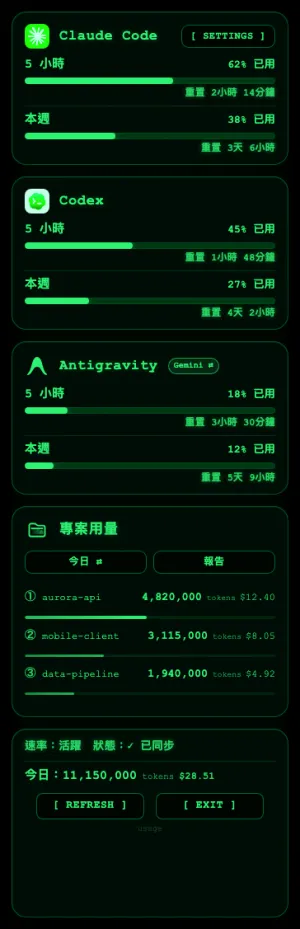 Claude Code [ SETTINGS ]
5 小時 62% 已用
重置 2小時 14分鐘
本週 38% 已用
重置 3天 6小時
Codex
5 小時 45% 已用
重置 1小時 48分鐘
本週 27% 已用
重置 4天 2小時
Antigravity Gemini ⇄
5 小時 18% 已用
重置 3小時 30分鐘
本週 12% 已用
重置 5天 9小時
專案用量
今日 ⇄ 報告
① aurora-api 4,820,000 tokens $12.40
② mobile-client 3,115,000 tokens $8.05
③ data-pipeline 1,940,000 tokens $4.92
速率：活躍 狀態：✓ 已同步
今日：11,150,000 tokens $28.51
[ REFRESH ] [ EXIT ]
usage